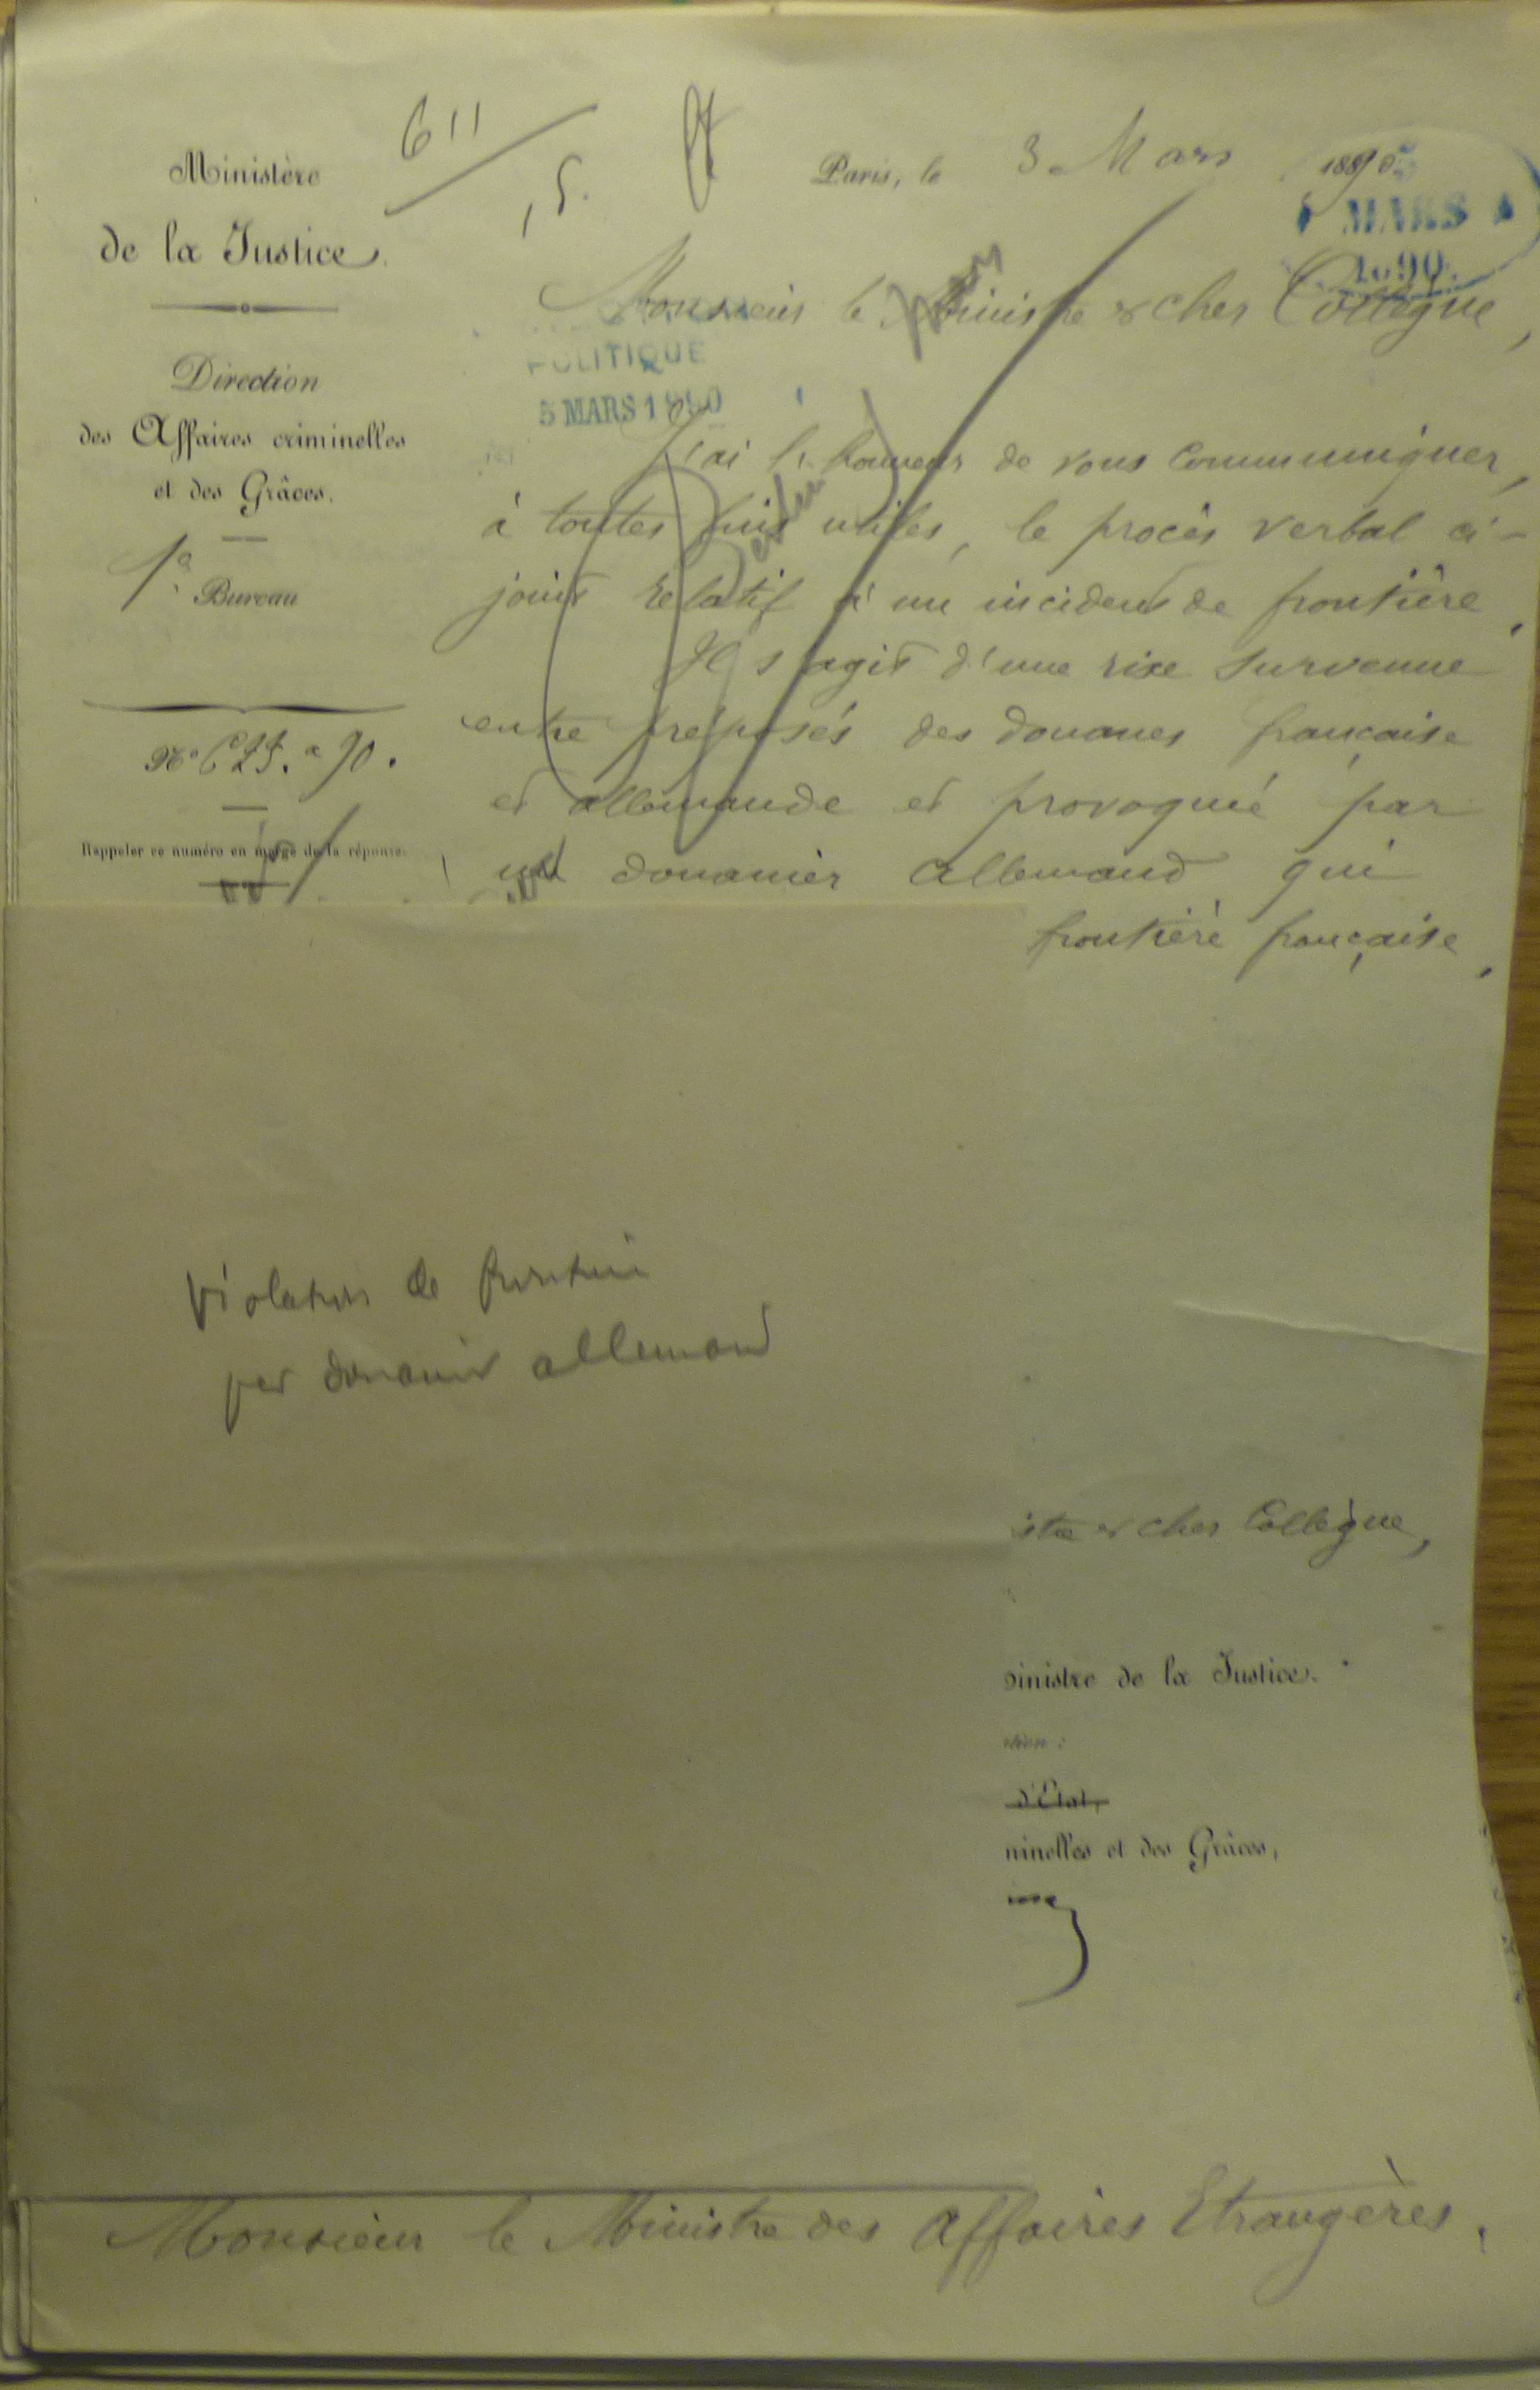 611
15.
Ministère
de la Justice.
Direction
des Affaires criminelles
et des Grâces.
1er Bureau
Rappeler ce numéro en marge de la réponse.
Paris, le 3 Mars 1890
MARS
1890
POLITIQUE
5 MARS 1890
Monsieur le Ministre & cher Collègue,
J'ai l'honneur de vous communiquer,
à toutes fins utiles, le procès verbal ci-
joint relatif à un incident de frontière.
Il s'agit d'une rixe survenue
entre préposés des douanes française
et allemande et provoquée par
un douanier allemand qui
frontière française,
Violation de frontière
par douanier allemand
istre & cher Collègue,
inistre de la Justice.
d'Etat,
minelles et des Grâces,
Monsieur le Ministre des Affaires Etrangères.